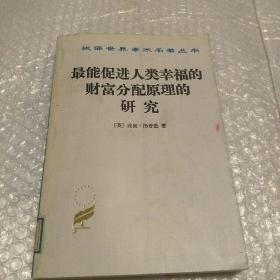 汉译世界学术名著丛书
最能促进人类幸福的
财富分配原理的
研究
〔英〕威廉·汤普逊 著